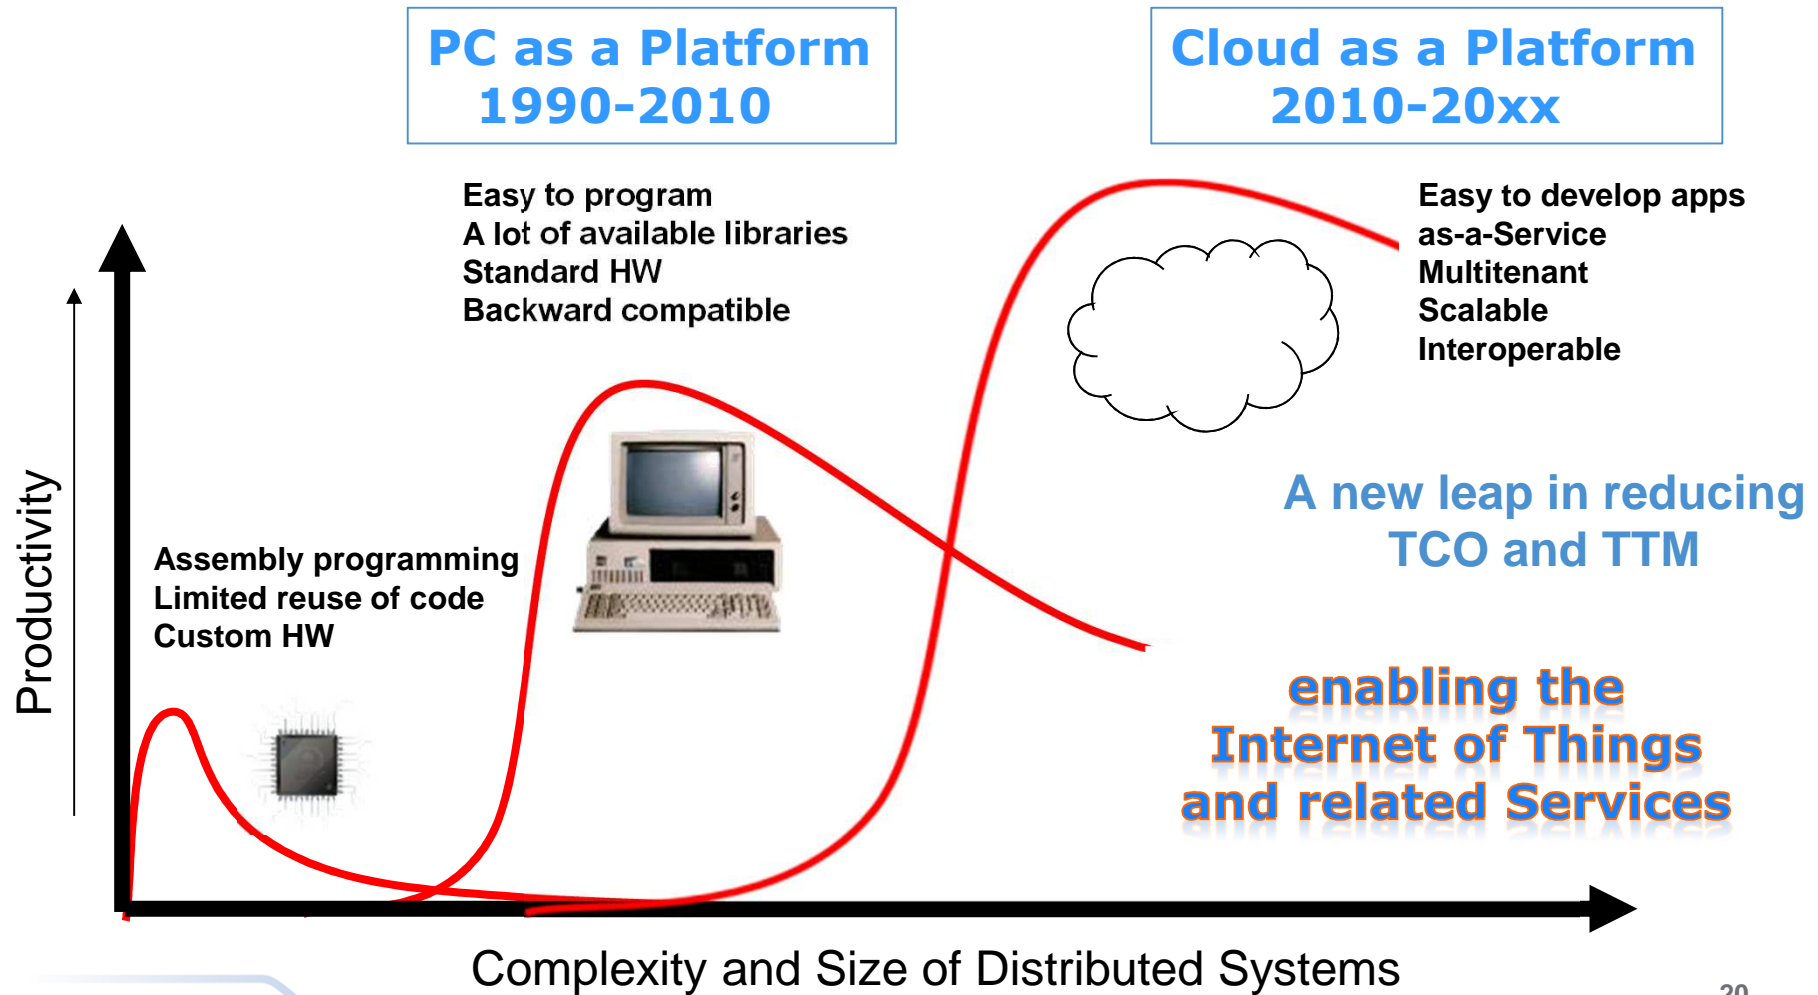 PC as a Platform
1990-2010
Cloud as a Platform
2010-20xx
Easy to program
A lot of available libraries
Standard HW
Backward compatible
Easy to develop apps
as-a-Service
Multitenant
Scalable
Interoperable
Productivity
Assembly programming
Limited reuse of code
Custom HW
A new leap in reducing
TCO and TTM
enabling the
Internet of Things
and related Services
Complexity and Size of Distributed Systems
20